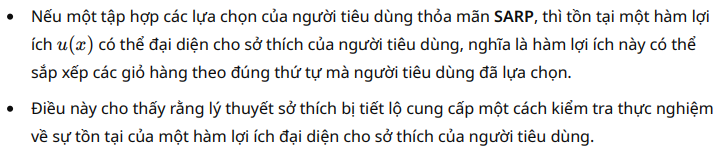 • Nếu một tập hợp các lựa chọn của người tiêu dùng thỏa mãn SARP, thì tồn tại một hàm lợi
ích u(x) có thể đại diện cho sở thích của người tiêu dùng, nghĩa là hàm lợi ích này có thể
sắp xếp các giỏ hàng theo đúng thứ tự mà người tiêu dùng đã lựa chọn.
• Điều này cho thấy rằng lý thuyết sở thích bị tiết lộ cung cấp một cách kiểm tra thực nghiệm
về sự tồn tại của một hàm lợi ích đại diện cho sở thích của người tiêu dùng.